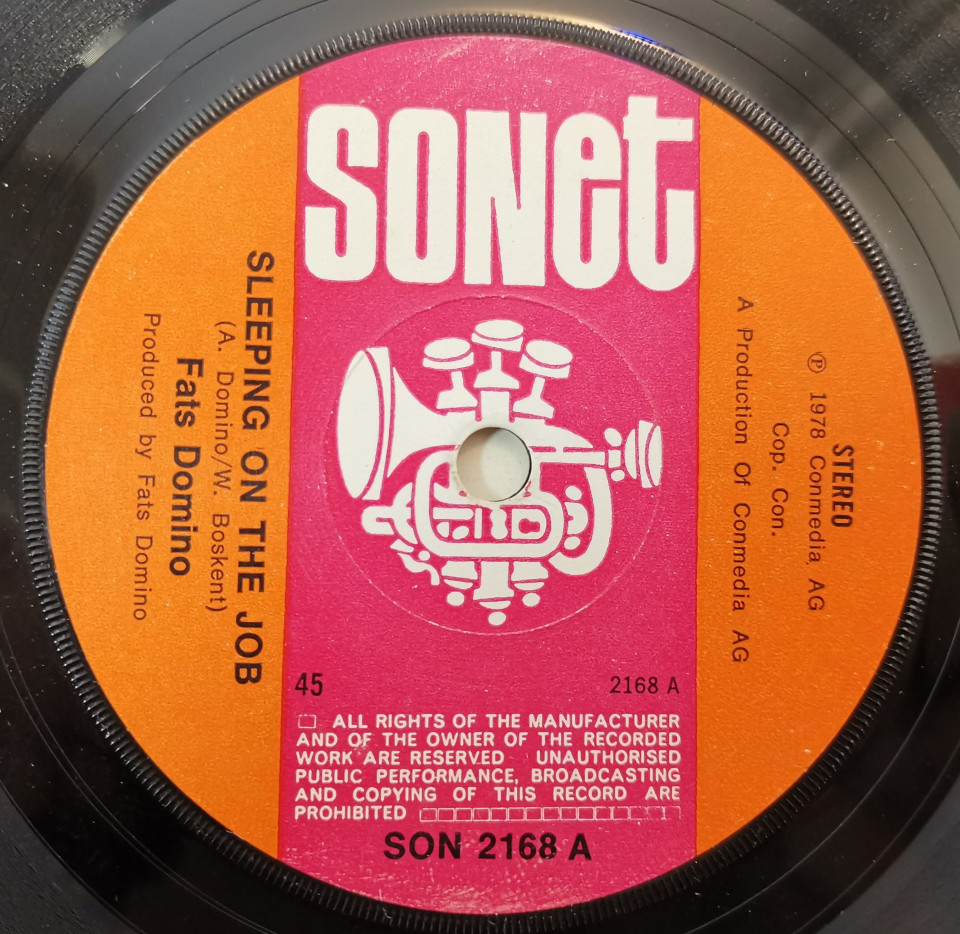 SONET
SLEEPING ON THE JOB
(A. Domino/W. Boskent)
Fats Domino
Produced by Fats Domino
STEREO
℗ 1978 Conmedia, AG
Cop. Con.
A Production Of Conmedia AG
45
2168 A
ALL RIGHTS OF THE MANUFACTURER
AND OF THE OWNER OF THE RECORDED
WORK ARE RESERVED UNAUTHORISED
PUBLIC PERFORMANCE, BROADCASTING
AND COPYING OF THIS RECORD ARE
PROHIBITED
SON 2168 A